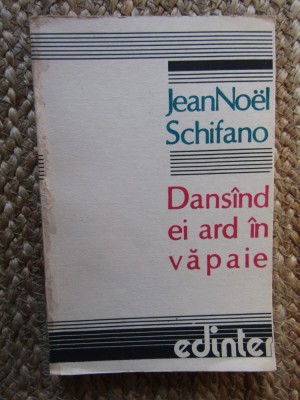 JeanNoël
Schifano
Dansînd
ei ard în
văpaie
edinter